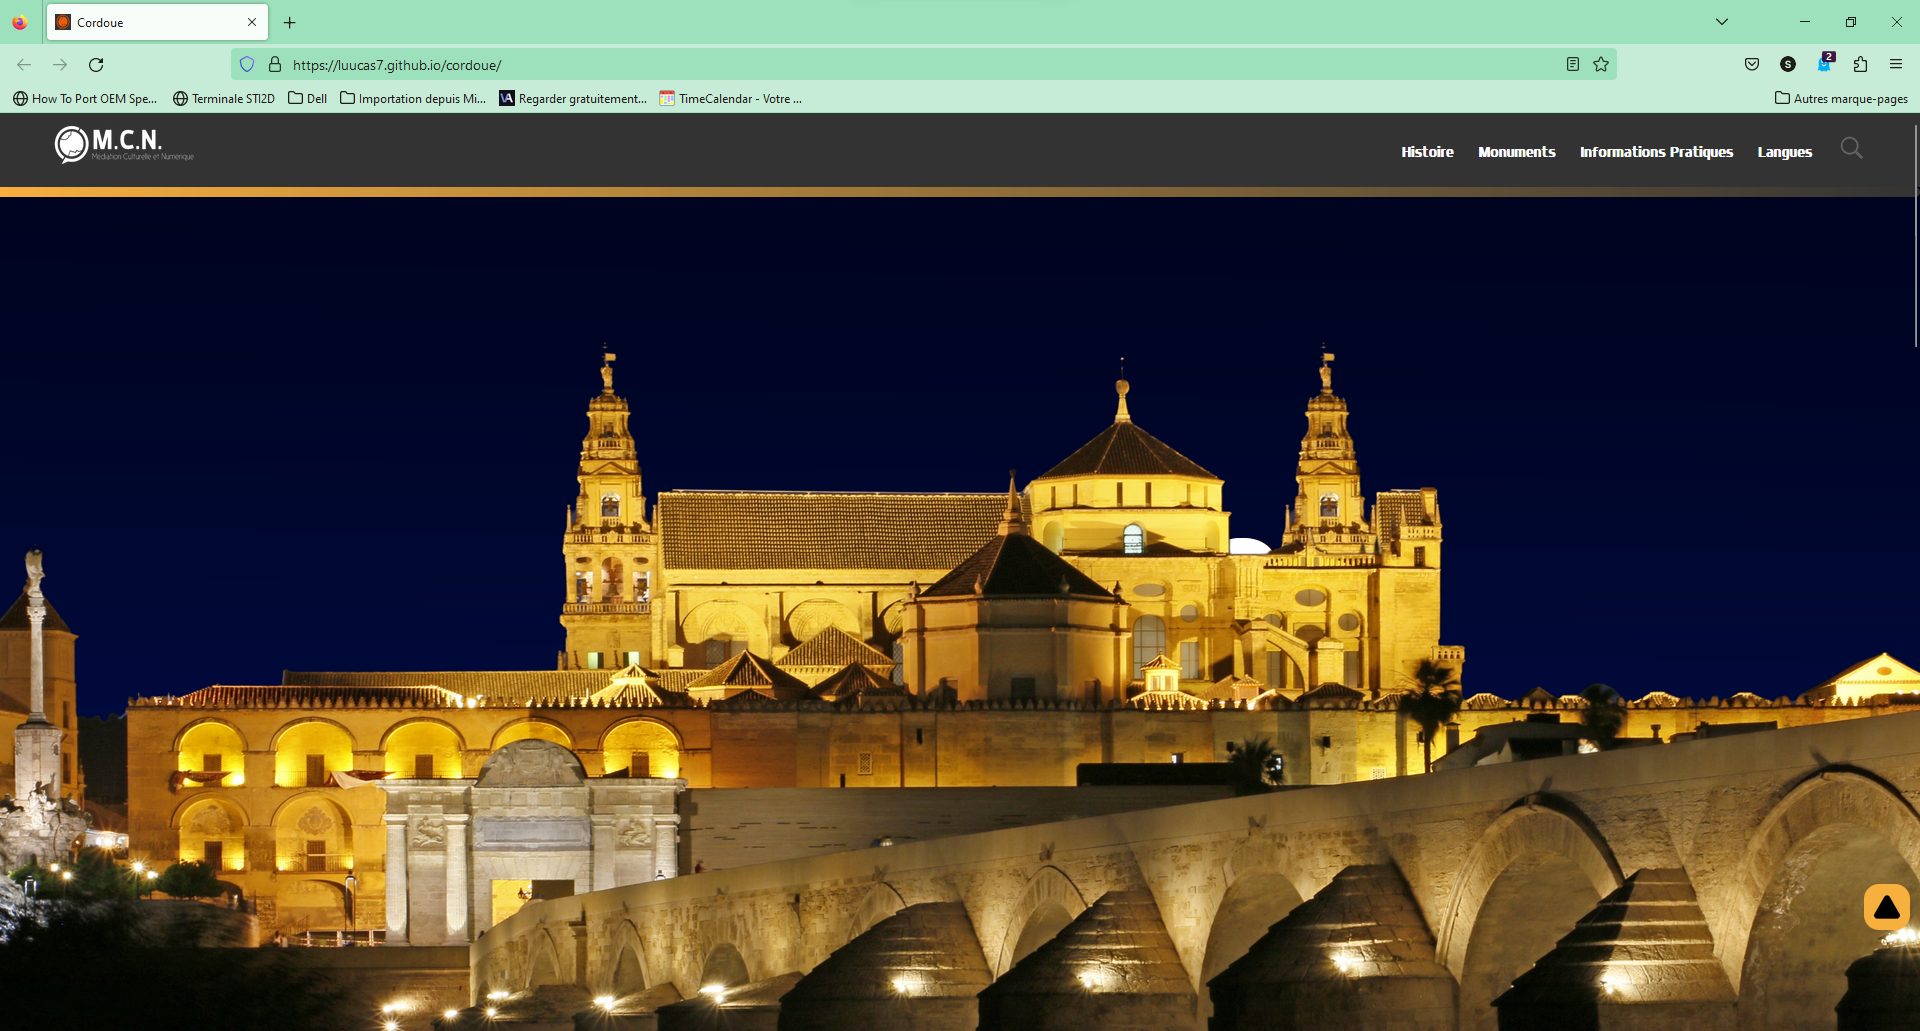 Cordoue
https://luucas7.github.io/cordoue/
2
S
How To Port OEM Spe...
Terminale STI2D
Dell
Importation depuis Mi...
VA
Regarder gratuitement...
TimeCalendar - Votre ...
Autres marque-pages
M.C.N.
Médiation Culturelle et Numérique
Histoire
Monuments
Informations Pratiques
Langues